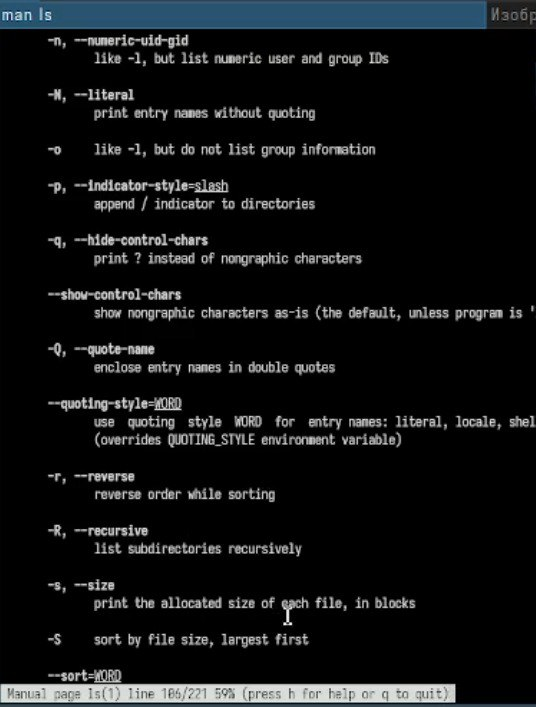 man ls
Изобр
-n, --numeric-uid-gid
like -l, but list numeric user and group IDs
-N, --literal
print entry names without quoting
-o like -l, but do not list group information
-p, --indicator-style=slash
append / indicator to directories
-q, --hide-control-chars
print ? instead of nongraphic characters
--show-control-chars
show nongraphic characters as-is (the default, unless program is '
-Q, --quote-name
enclose entry names in double quotes
--quoting-style=WORD
use quoting style WORD for entry names: literal, locale, shel
(overrides QUOTING_STYLE environment variable)
-r, --reverse
reverse order while sorting
-R, --recursive
list subdirectories recursively
-s, --size
print the allocated size of each file, in blocks
-S sort by file size, largest first
--sort=WORD
Manual page ls(1) line 106/221 59% (press h for help or q to quit)